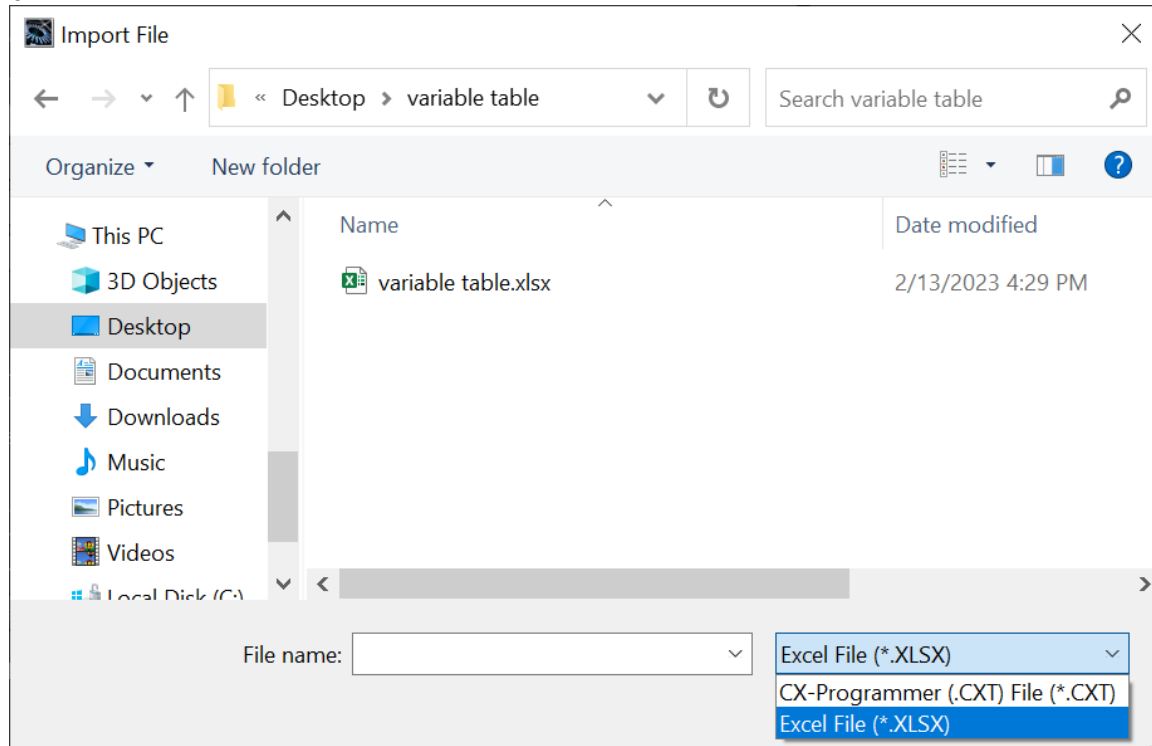 Import File
« Desktop > variable table
Search variable table
Organize
New folder
Name
Date modified
This PC
3D Objects
variable table.xlsx
2/13/2023 4:29 PM
Desktop
Documents
Downloads
Music
Pictures
Videos
Local Disk (C:)
File name:
Excel File (*.XLSX)
CX-Programmer (.CXT) File (*.CXT)
Excel File (*.XLSX)